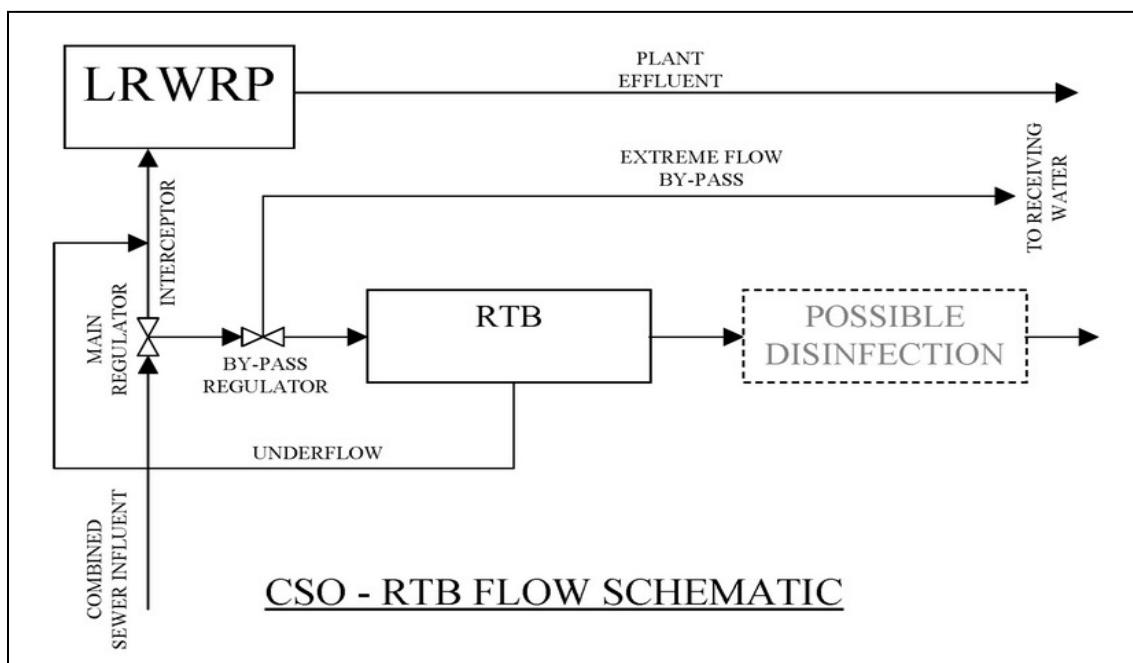 LRWRP
PLANT
EFFLUENT
EXTREME FLOW
BY-PASS
TO RECEIVING
WATER
INTERCEPTOR
MAIN
REGULATOR
BY-PASS
REGULATOR
RTB
POSSIBLE
DISINFECTION
UNDERFLOW
COMBINED
SEWER INFLUENT
CSO - RTB FLOW SCHEMATIC